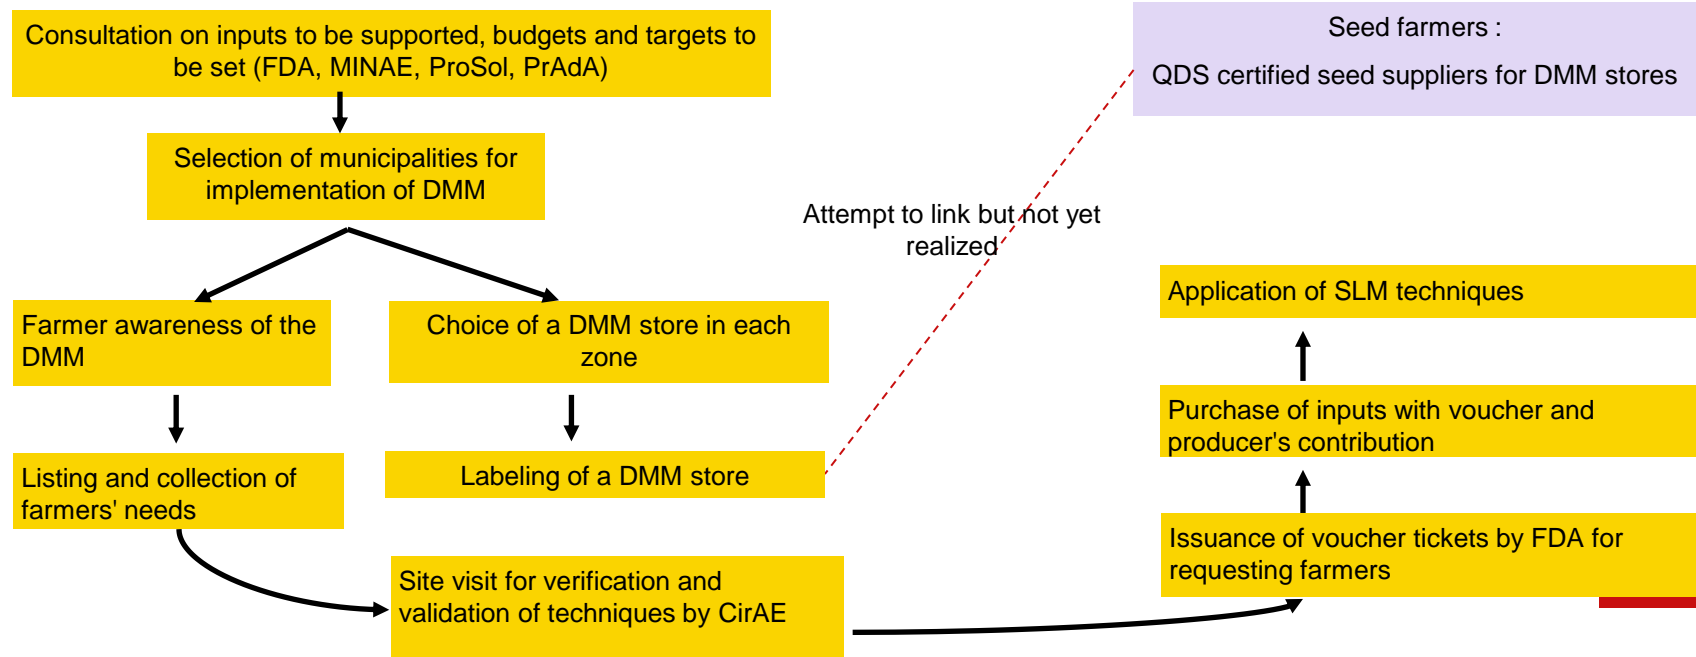 Consultation on inputs to be supported, budgets and targets to
be set (FDA, MINAE, ProSol, PrAdA)
Seed farmers :
QDS certified seed suppliers for DMM stores
Selection of municipalities for
implementation of DMM
Attempt to link but not yet
realized
Farmer awareness of the
DMM
Choice of a DMM store in each
zone
Application of SLM techniques
Listing and collection of
farmers' needs
Labeling of a DMM store
Purchase of inputs with voucher and
producer's contribution
Site visit for verification and
validation of techniques by CirAE
Issuance of voucher tickets by FDA for
requesting farmers